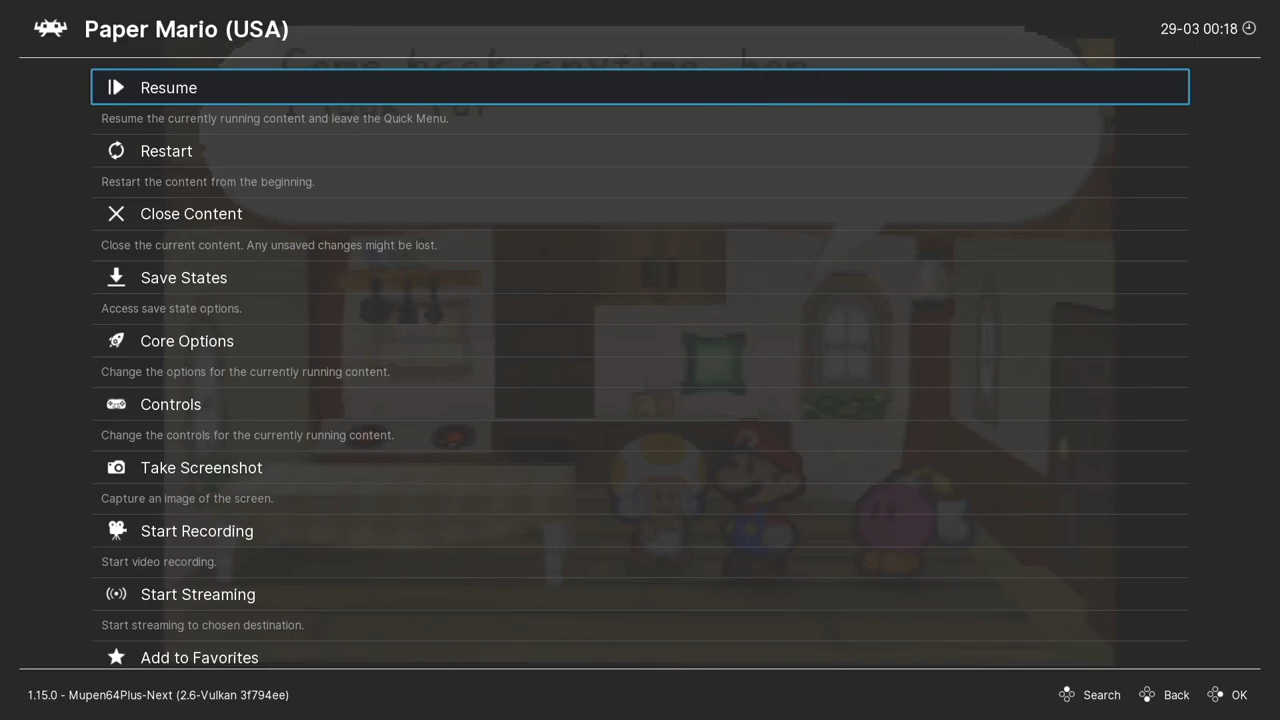 Paper Mario (USA)
29-03 00:18
Resume
Resume the currently running content and leave the Quick Menu.
Restart
Restart the content from the beginning.
Close Content
Close the current content. Any unsaved changes might be lost.
Save States
Access save state options.
Core Options
Change the options for the currently running content.
Controls
Change the controls for the currently running content.
Take Screenshot
Capture an image of the screen.
Start Recording
Start video recording.
Start Streaming
Start streaming to chosen destination.
Add to Favorites
1.15.0 - Mupen64Plus-Next (2.6-Vulkan 3f794ee)
Search Back OK